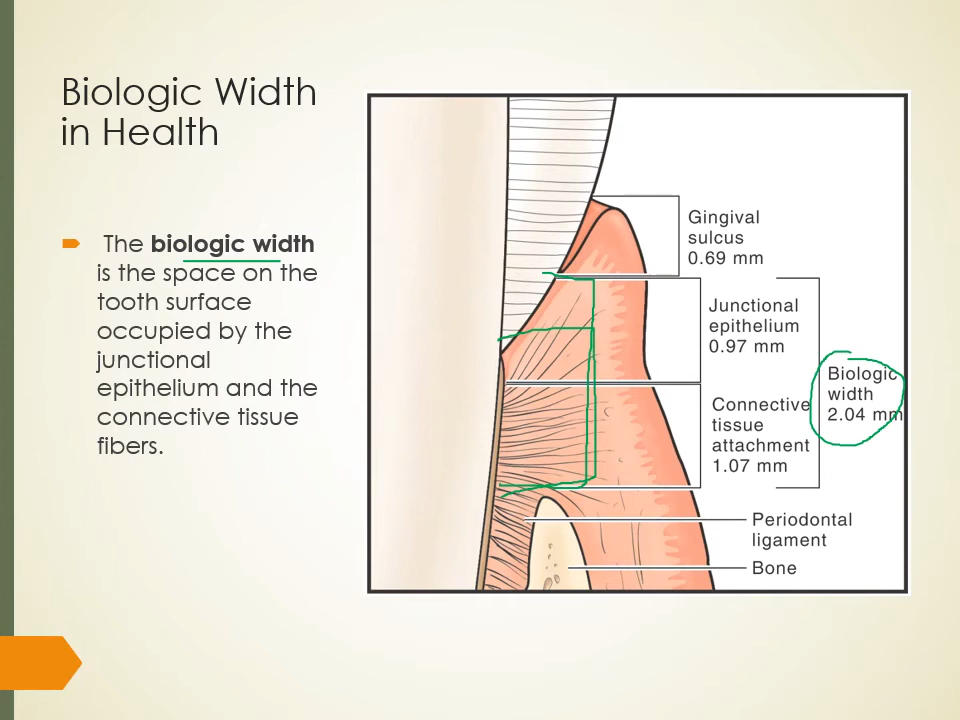 Biologic Width
in Health
The biologic width
is the space on the
tooth surface
occupied by the
junctional
epithelium and the
connective tissue
fibers.
Gingival
sulcus
0.69 mm
Junctional
epithelium
0.97 mm
Connective
tissue
attachment
1.07 mm
Biologic
width
2.04 mm
Periodontal
ligament
Bone